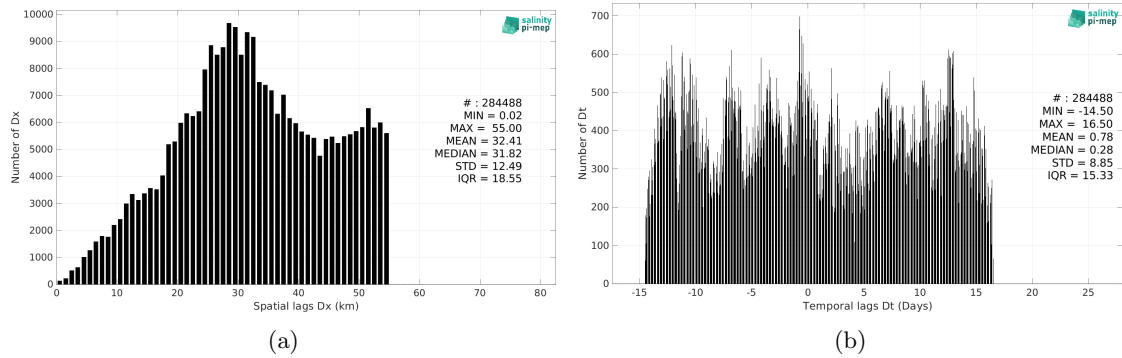 10000
9000
8000
7000
6000
5000
4000
3000
2000
1000
0
Number of Dx
0 10 20 30 40 50 60 70 80
Spatial lags Dx (km)
salinity
pi-mep
# : 284488
MIN = 0.02
MAX = 55.00
MEAN = 32.41
MEDIAN = 31.82
STD = 12.49
IQR = 18.55
(a)
700
600
500
400
300
200
100
0
Number of Dt
-15 -10 -5 0 5 10 15 20 25
Temporal lags Dt (Days)
salinity
pi-mep
# : 284488
MIN = -14.50
MAX = 16.50
MEAN = 0.78
MEDIAN = 0.28
STD = 8.85
IQR = 15.33
(b)